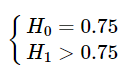 H₀ = 0.75
H₁ > 0.75